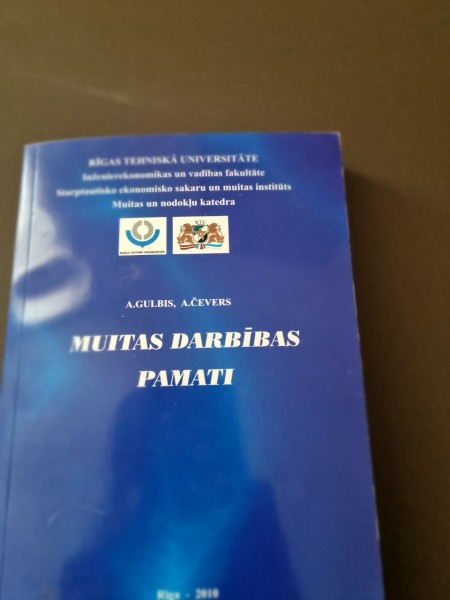 RĪGAS TEHNISKĀ UNIVERSITĀTE
Inženierekonomikas un vadības fakultāte
Starptautisko ekonomisko sakaru un muitas institūts
Muitas un nodokļu katedra
A.GULBIS, A.ČEVERS
MUITAS DARBĪBAS
PAMATI
Rīga - 2010